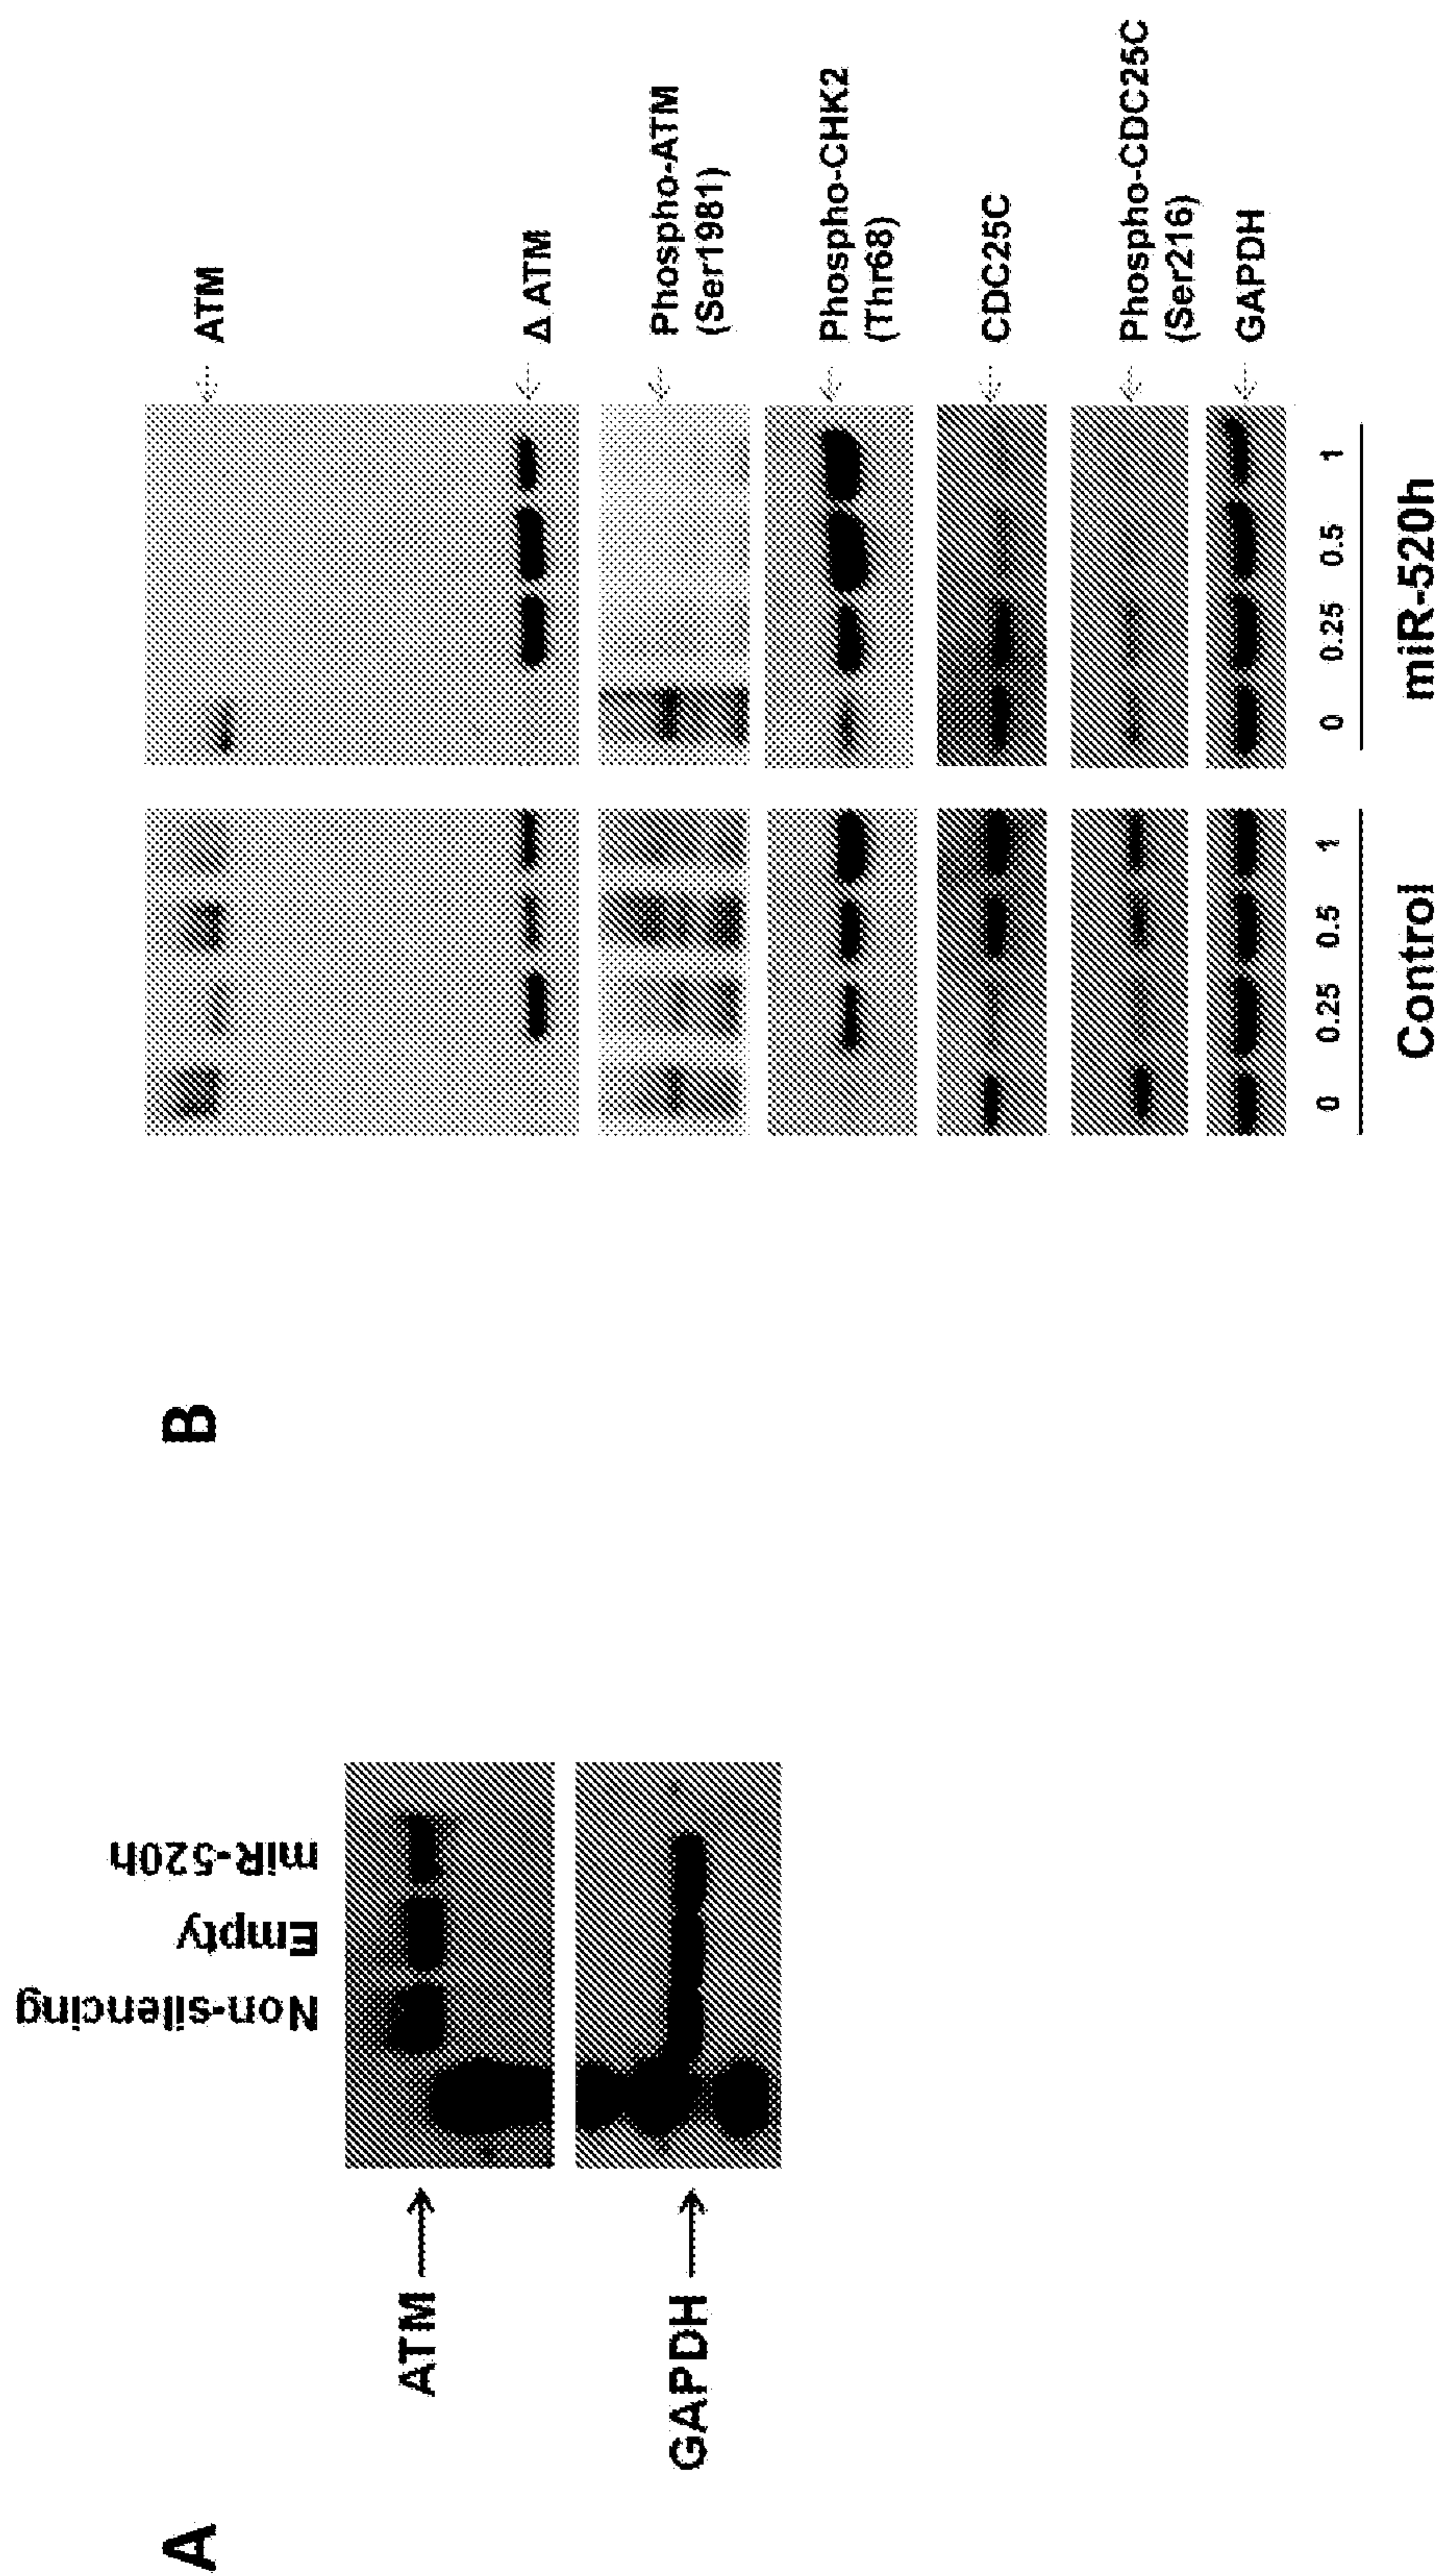 A
Non-silencing
Empty
miR-520h
ATM
GAPDH
B
ATM
Δ ATM
Phospho-ATM
(Ser1981)
Phospho-CHK2
(Thr68)
CDC25C
Phospho-CDC25C
(Ser216)
GAPDH
0 0.25 0.5 1 0 0.25 0.5 1
Control miR-520h